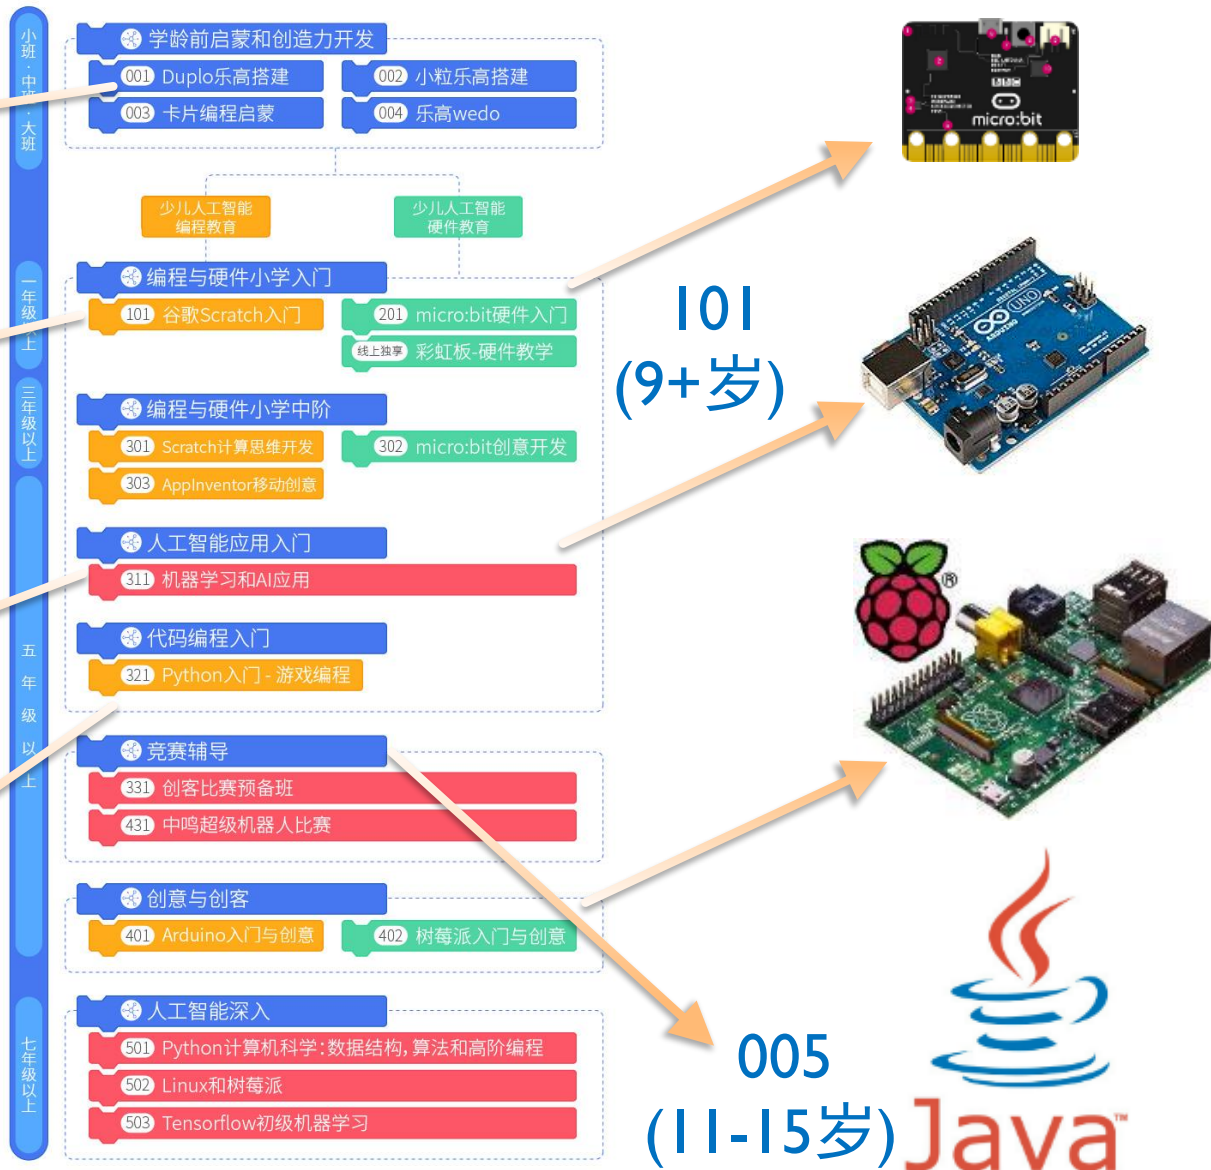 小班·中班·大班
学龄前启蒙和创造力开发
001 Duplo乐高搭建
002 小粒乐高搭建
003 卡片编程启蒙
004 乐高wedo
少儿人工智能
编程教育
少儿人工智能
硬件教育
一年级以上
编程与硬件小学入门
101 谷歌Scratch入门
201 micro:bit硬件入门
线上独享 彩虹板-硬件教学
三年级以上
编程与硬件小学中阶
301 Scratch计算思维开发
302 micro:bit创意开发
303 AppInventor移动创意
五年级以上
人工智能应用入门
311 机器学习和AI应用
代码编程入门
321 Python入门 - 游戏编程
竞赛辅导
331 创客比赛预备班
431 中鸣超级机器人比赛
创意与创客
401 Arduino入门与创意
402 树莓派入门与创意
七年级以上
人工智能深入
501 Python计算机科学:数据结构,算法和高阶编程
502 Linux和树莓派
503 Tensorflow初级机器学习
micro:bit
101
(9+岁)
UNO
ARDUINO
®
005
(11-15岁)
Java™